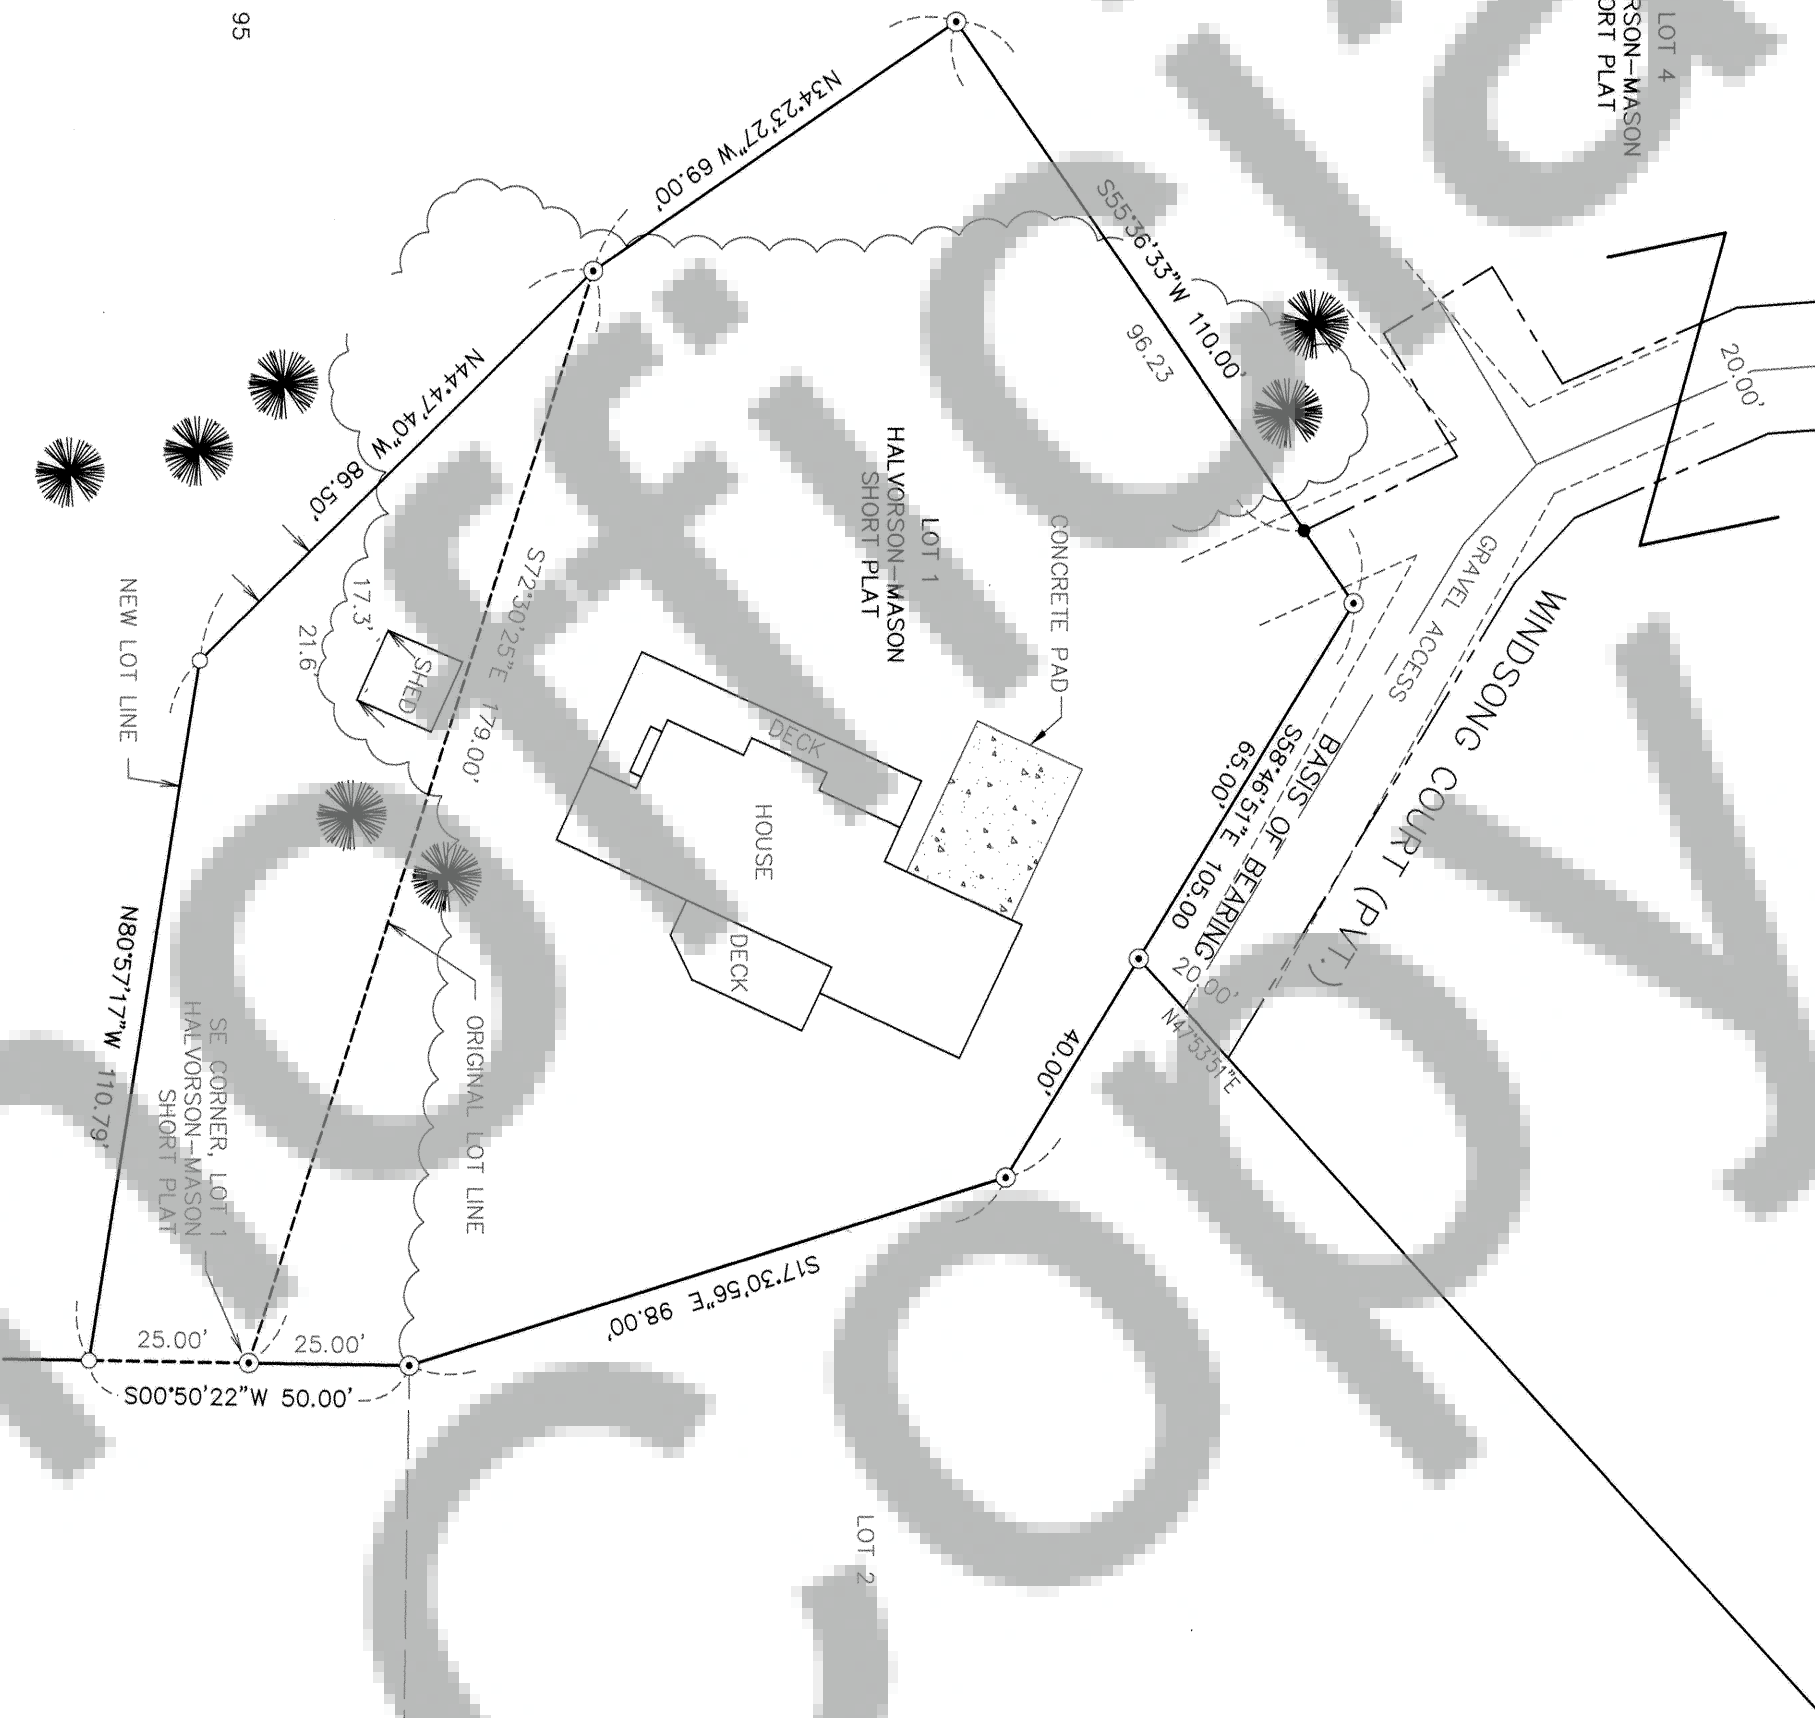 95
LOT 4
RSON-MASON
ORT PLAT
N34°23'27"W 69.00'
S55°36'33"W 110.00'
96.23
20.00'
N44°47'40"W 86.50'
LOT 1
HALVORSON-MASON
SHORT PLAT
CONCRETE PAD
GRAVEL ACCESS
WINDSONG COURT (PVT.)
S72°30'25"E 179.00'
17.3'
21.6'
SHED
NEW LOT LINE
DECK
HOUSE
DECK
BASIS OF BEARING
S58°46'51"E 105.00
65.00'
20.00'
N47°53'51"E
40.00'
N80°57'17"W 110.79'
SE CORNER, LOT 1
HALVORSON-MASON
SHORT PLAT
ORIGINAL LOT LINE
S17°30'56"E 98.00'
25.00'
25.00'
S00°50'22"W 50.00'
LOT 2